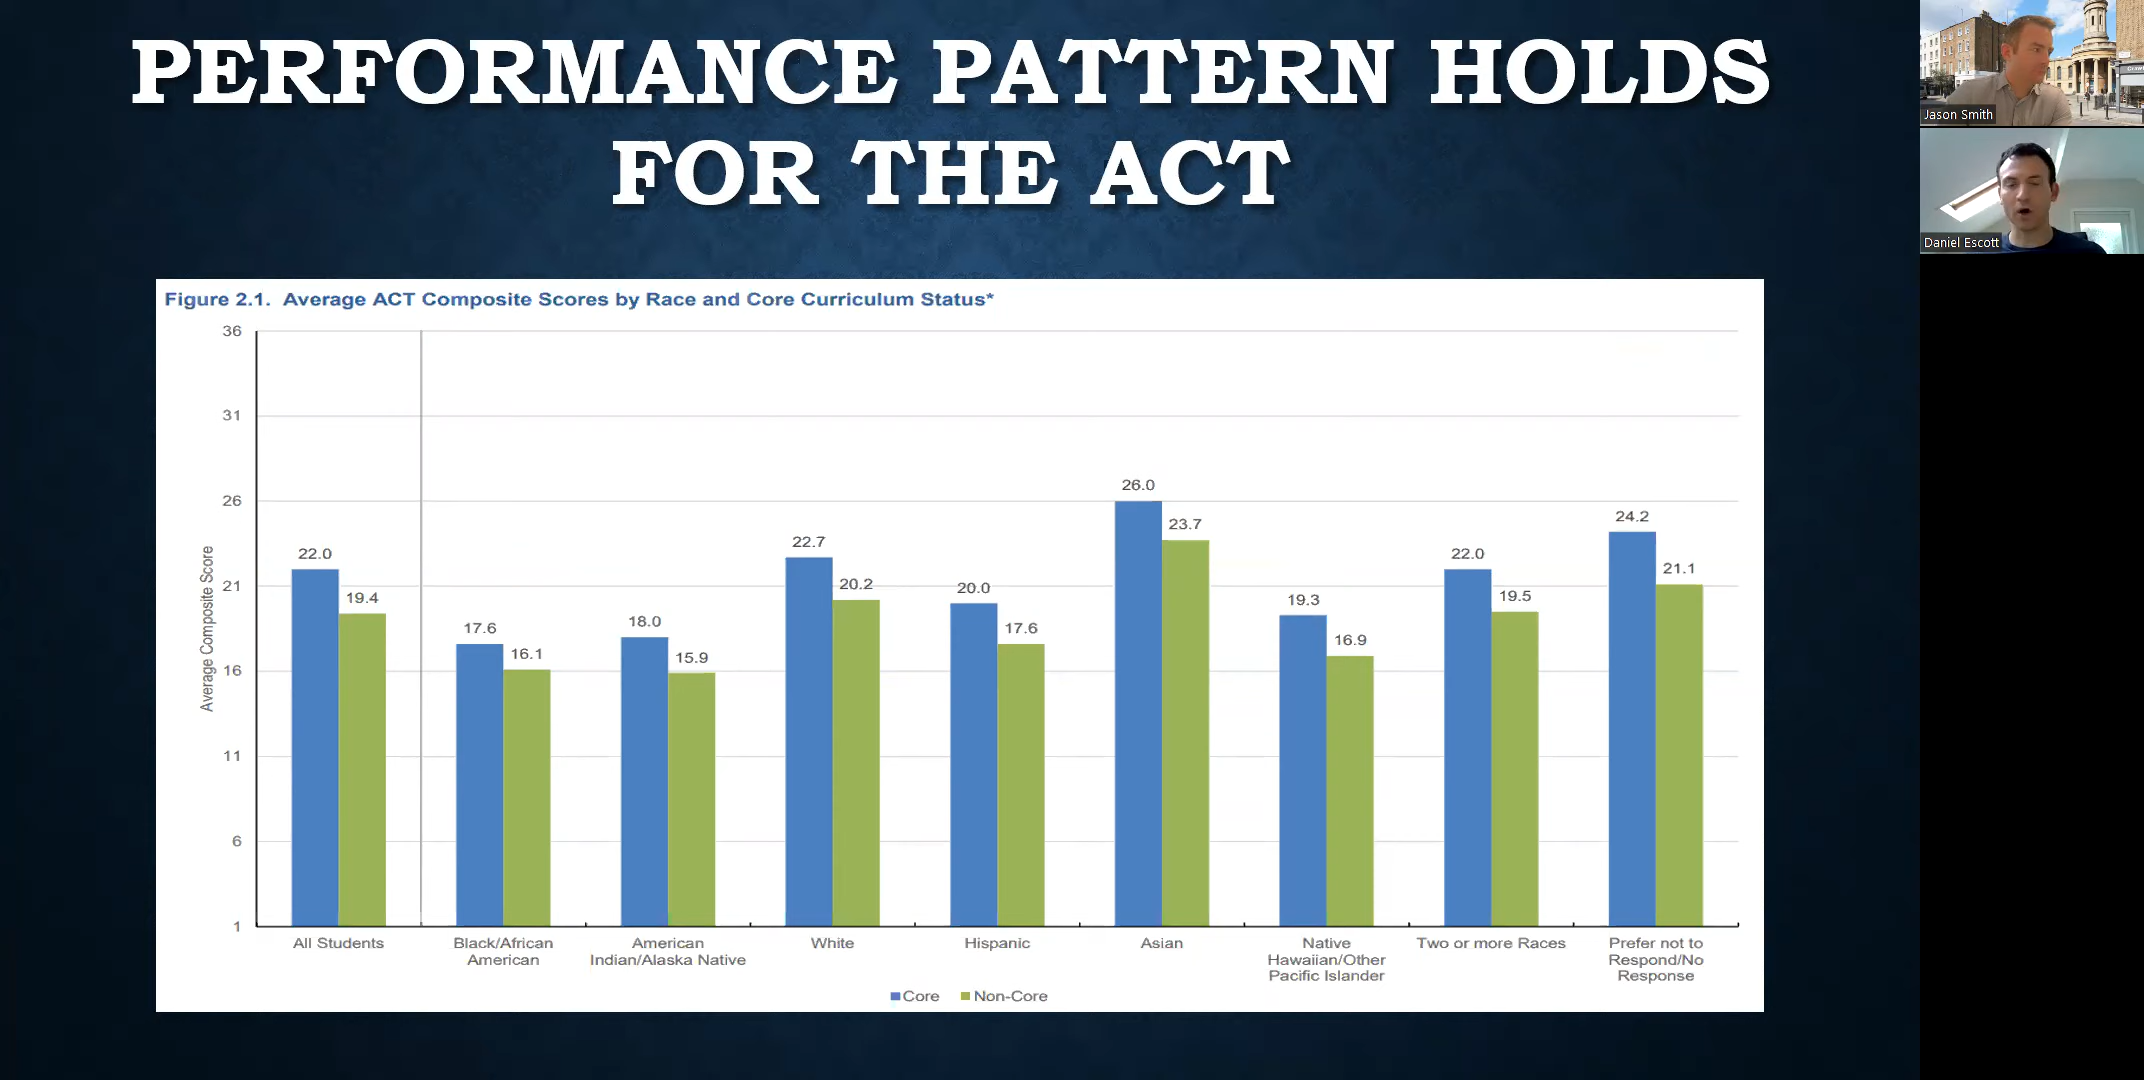 PERFORMANCE PATTERN HOLDS
FOR THE ACT
Figure 2.1. Average ACT Composite Scores by Race and Core Curriculum Status*
Average Composite Score
36
31
26
21
16
11
6
1
22.0
19.4
17.6
16.1
18.0
15.9
22.7
20.2
20.0
17.6
26.0
23.7
19.3
16.9
22.0
19.5
24.2
21.1
All Students
Black/African
American
American
Indian/Alaska Native
White
Hispanic
Asian
Native
Hawaiian/Other
Pacific Islander
Two or more Races
Prefer not to
Respond/No
Response
Core
Non-Core
Jason Smith
Daniel Escott